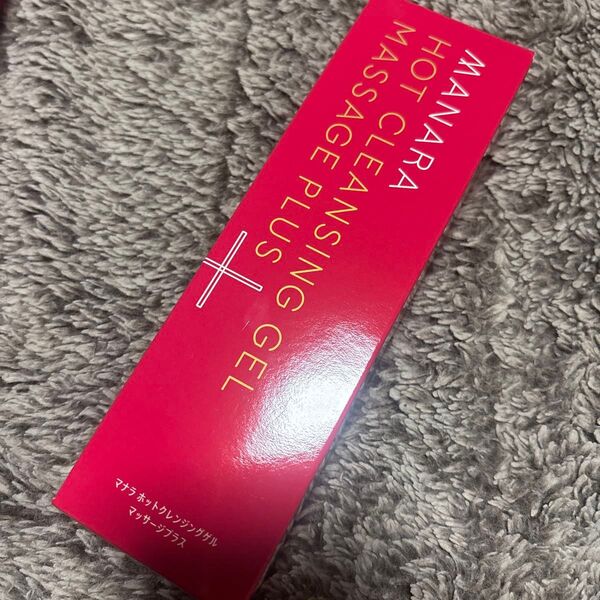 MANARA
HOT CLEANSING GEL
MASSAGE PLUS
マナラ ホットクレンジングゲル
マッサージプラス